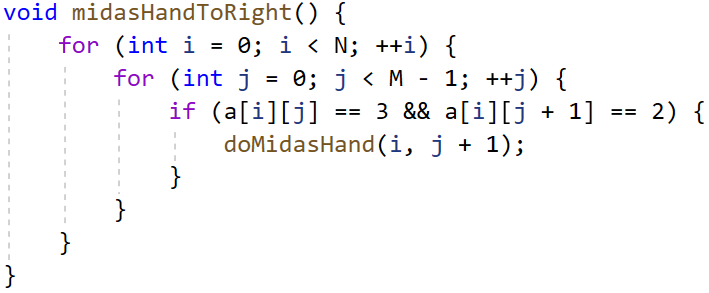 void midasHandToRight() {
    for (int i = 0; i < N; ++i) {
        for (int j = 0; j < M - 1; ++j) {
            if (a[i][j] == 3 && a[i][j + 1] == 2) {
                doMidasHand(i, j + 1);
            }
        }
    }
}